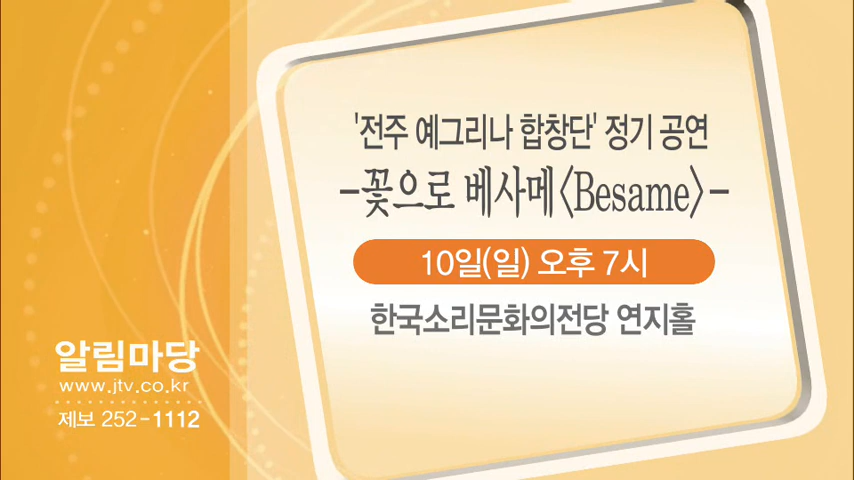 '전주 예그리나 합창단' 정기 공연
-꽃으로 베사메〈Besame〉-
10일(일) 오후 7시
한국소리문화의전당 연지홀
알림마당
www.jtv.co.kr
제보 252-1112